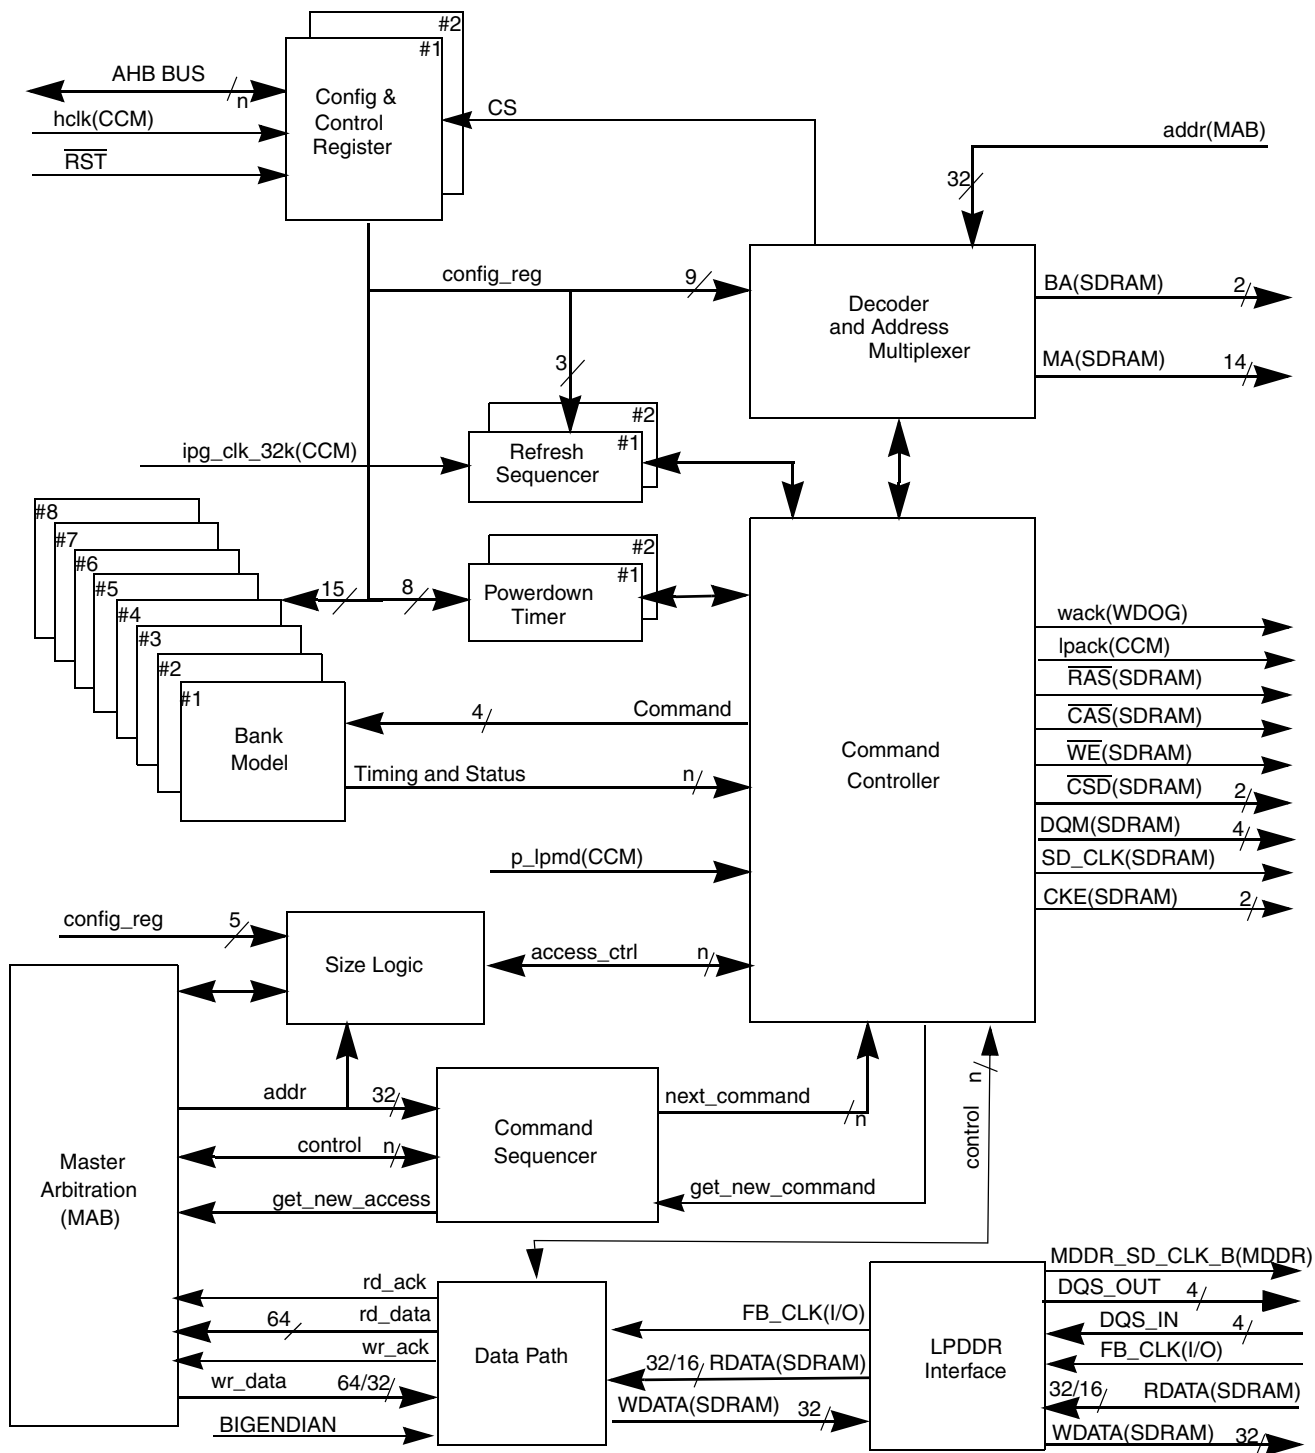 #2
#1
AHB BUS
n
Config &
Control
Register
hclk(CCM)
RST
CS
addr(MAB)
32
config_reg
9
Decoder
and Address
Multiplexer
BA(SDRAM)
2
MA(SDRAM)
14
3
#2
#1
ipg_clk_32k(CCM)
Refresh
Sequencer
#8
#7
#6
#5
#4
#3
#2
#1
Bank
Model
15
8
#2
#1
Powerdown
Timer
4
Command
Timing and Status
n
p_lpmd(CCM)
Command
Controller
wack(WDOG)
lpack(CCM)
RAS(SDRAM)
CAS(SDRAM)
WE(SDRAM)
CSD(SDRAM)
2
DQM(SDRAM)
4
SD_CLK(SDRAM)
CKE(SDRAM)
2
config_reg
5
Size Logic
access_ctrl
n
Master
Arbitration
(MAB)
addr
32
control
n
get_new_access
Command
Sequencer
next_command
n
get_new_command
control
n
rd_ack
64
rd_data
wr_ack
wr_data
64/32
BIGENDIAN
Data Path
FB_CLK(I/O)
32/16
RDATA(SDRAM)
WDATA(SDRAM)
32
LPDDR
Interface
MDDR_SD_CLK_B(MDDR)
DQS_OUT
4
DQS_IN
4
FB_CLK(I/O)
32/16
RDATA(SDRAM)
WDATA(SDRAM)
32